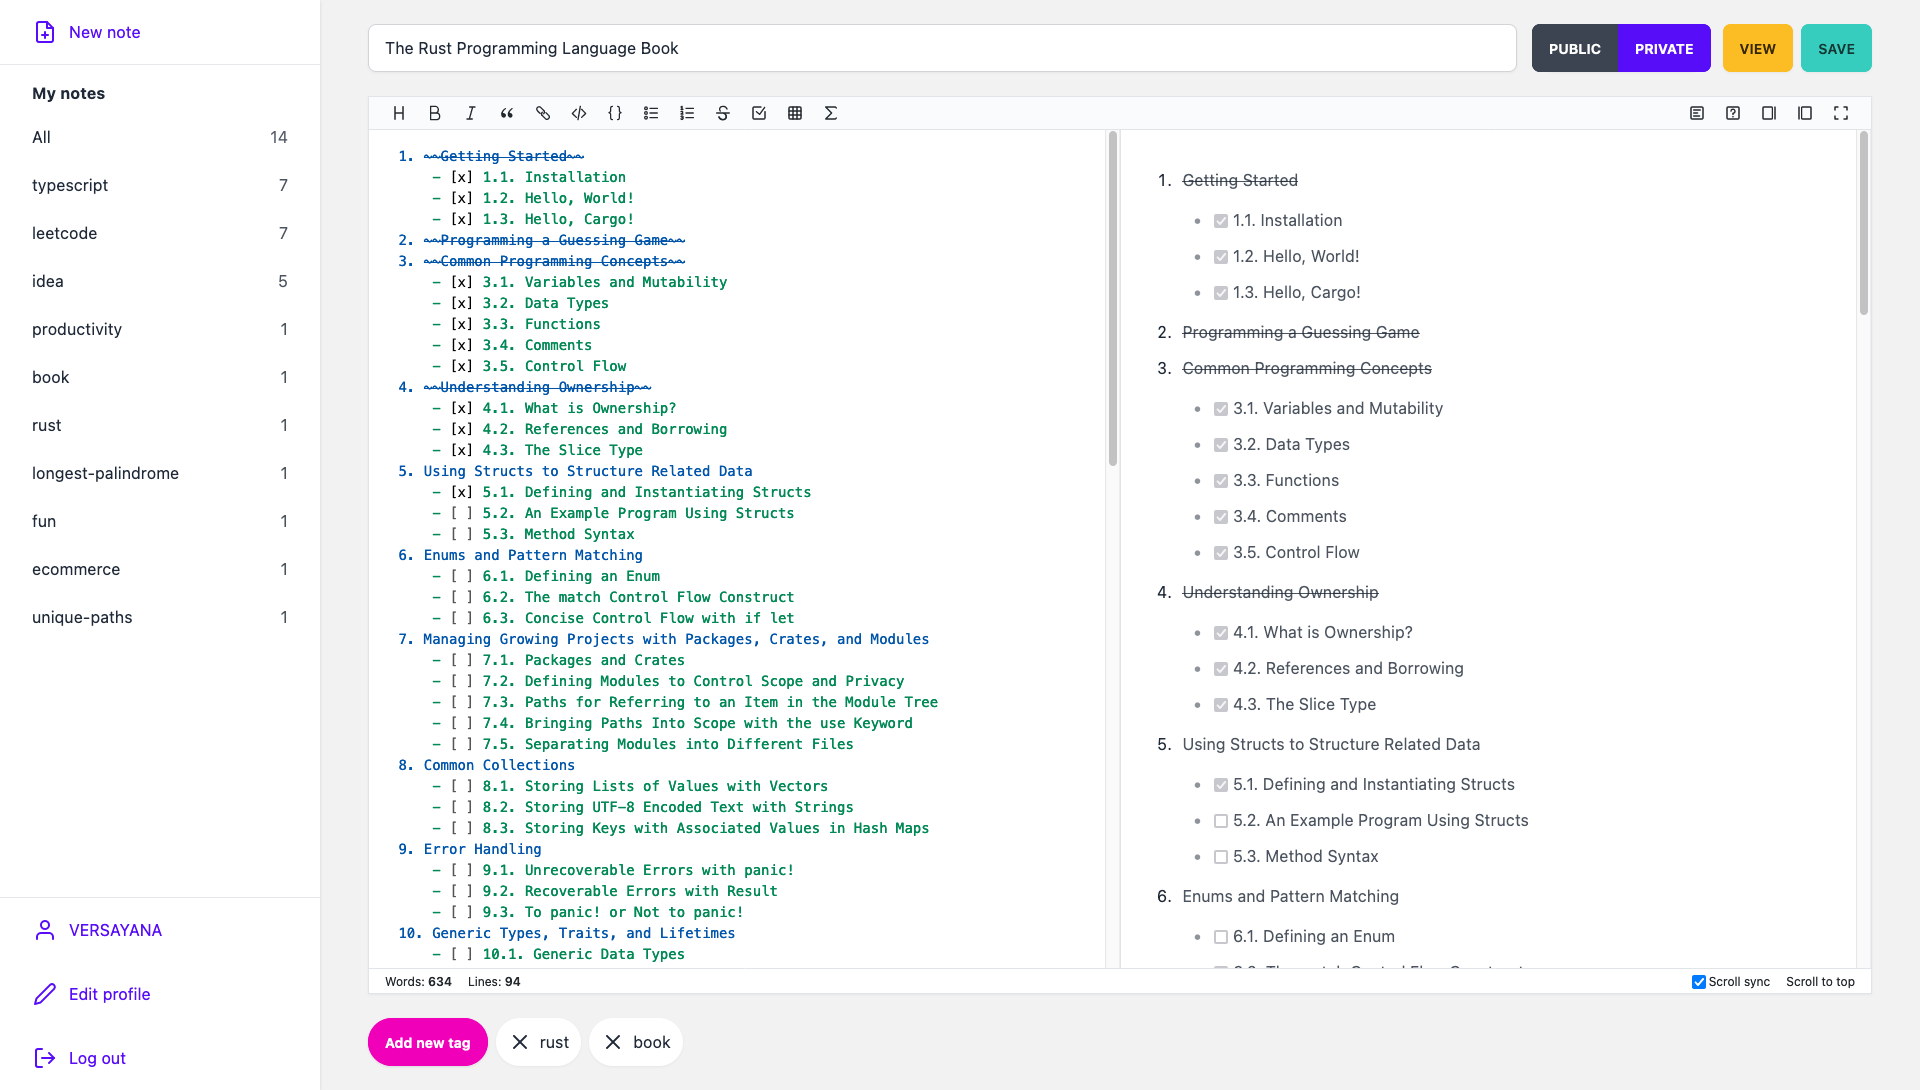 New note
My notes
All 14
typescript 7
leetcode 7
idea 5
productivity 1
book 1
rust 1
longest-palindrome 1
fun 1
ecommerce 1
unique-paths 1
VERSAYANA
Edit profile
Log out
The Rust Programming Language Book
PUBLIC PRIVATE VIEW SAVE
1. ~~Getting Started~~
- [x] 1.1. Installation
- [x] 1.2. Hello, World!
- [x] 1.3. Hello, Cargo!
2. ~~Programming a Guessing Game~~
3. ~~Common Programming Concepts~~
- [x] 3.1. Variables and Mutability
- [x] 3.2. Data Types
- [x] 3.3. Functions
- [x] 3.4. Comments
- [x] 3.5. Control Flow
4. ~~Understanding Ownership~~
- [x] 4.1. What is Ownership?
- [x] 4.2. References and Borrowing
- [x] 4.3. The Slice Type
5. Using Structs to Structure Related Data
- [x] 5.1. Defining and Instantiating Structs
- [ ] 5.2. An Example Program Using Structs
- [ ] 5.3. Method Syntax
6. Enums and Pattern Matching
- [ ] 6.1. Defining an Enum
- [ ] 6.2. The match Control Flow Construct
- [ ] 6.3. Concise Control Flow with if let
7. Managing Growing Projects with Packages, Crates, and Modules
- [ ] 7.1. Packages and Crates
- [ ] 7.2. Defining Modules to Control Scope and Privacy
- [ ] 7.3. Paths for Referring to an Item in the Module Tree
- [ ] 7.4. Bringing Paths Into Scope with the use Keyword
- [ ] 7.5. Separating Modules into Different Files
8. Common Collections
- [ ] 8.1. Storing Lists of Values with Vectors
- [ ] 8.2. Storing UTF-8 Encoded Text with Strings
- [ ] 8.3. Storing Keys with Associated Values in Hash Maps
9. Error Handling
- [ ] 9.1. Unrecoverable Errors with panic!
- [ ] 9.2. Recoverable Errors with Result
- [ ] 9.3. To panic! or Not to panic!
10. Generic Types, Traits, and Lifetimes
- [ ] 10.1. Generic Data Types
1. Getting Started
1.1. Installation
1.2. Hello, World!
1.3. Hello, Cargo!
2. Programming a Guessing Game
3. Common Programming Concepts
3.1. Variables and Mutability
3.2. Data Types
3.3. Functions
3.4. Comments
3.5. Control Flow
4. Understanding Ownership
4.1. What is Ownership?
4.2. References and Borrowing
4.3. The Slice Type
5. Using Structs to Structure Related Data
5.1. Defining and Instantiating Structs
5.2. An Example Program Using Structs
5.3. Method Syntax
6. Enums and Pattern Matching
6.1. Defining an Enum
Words: 634 Lines: 94
Scroll sync Scroll to top
Add new tag rust book